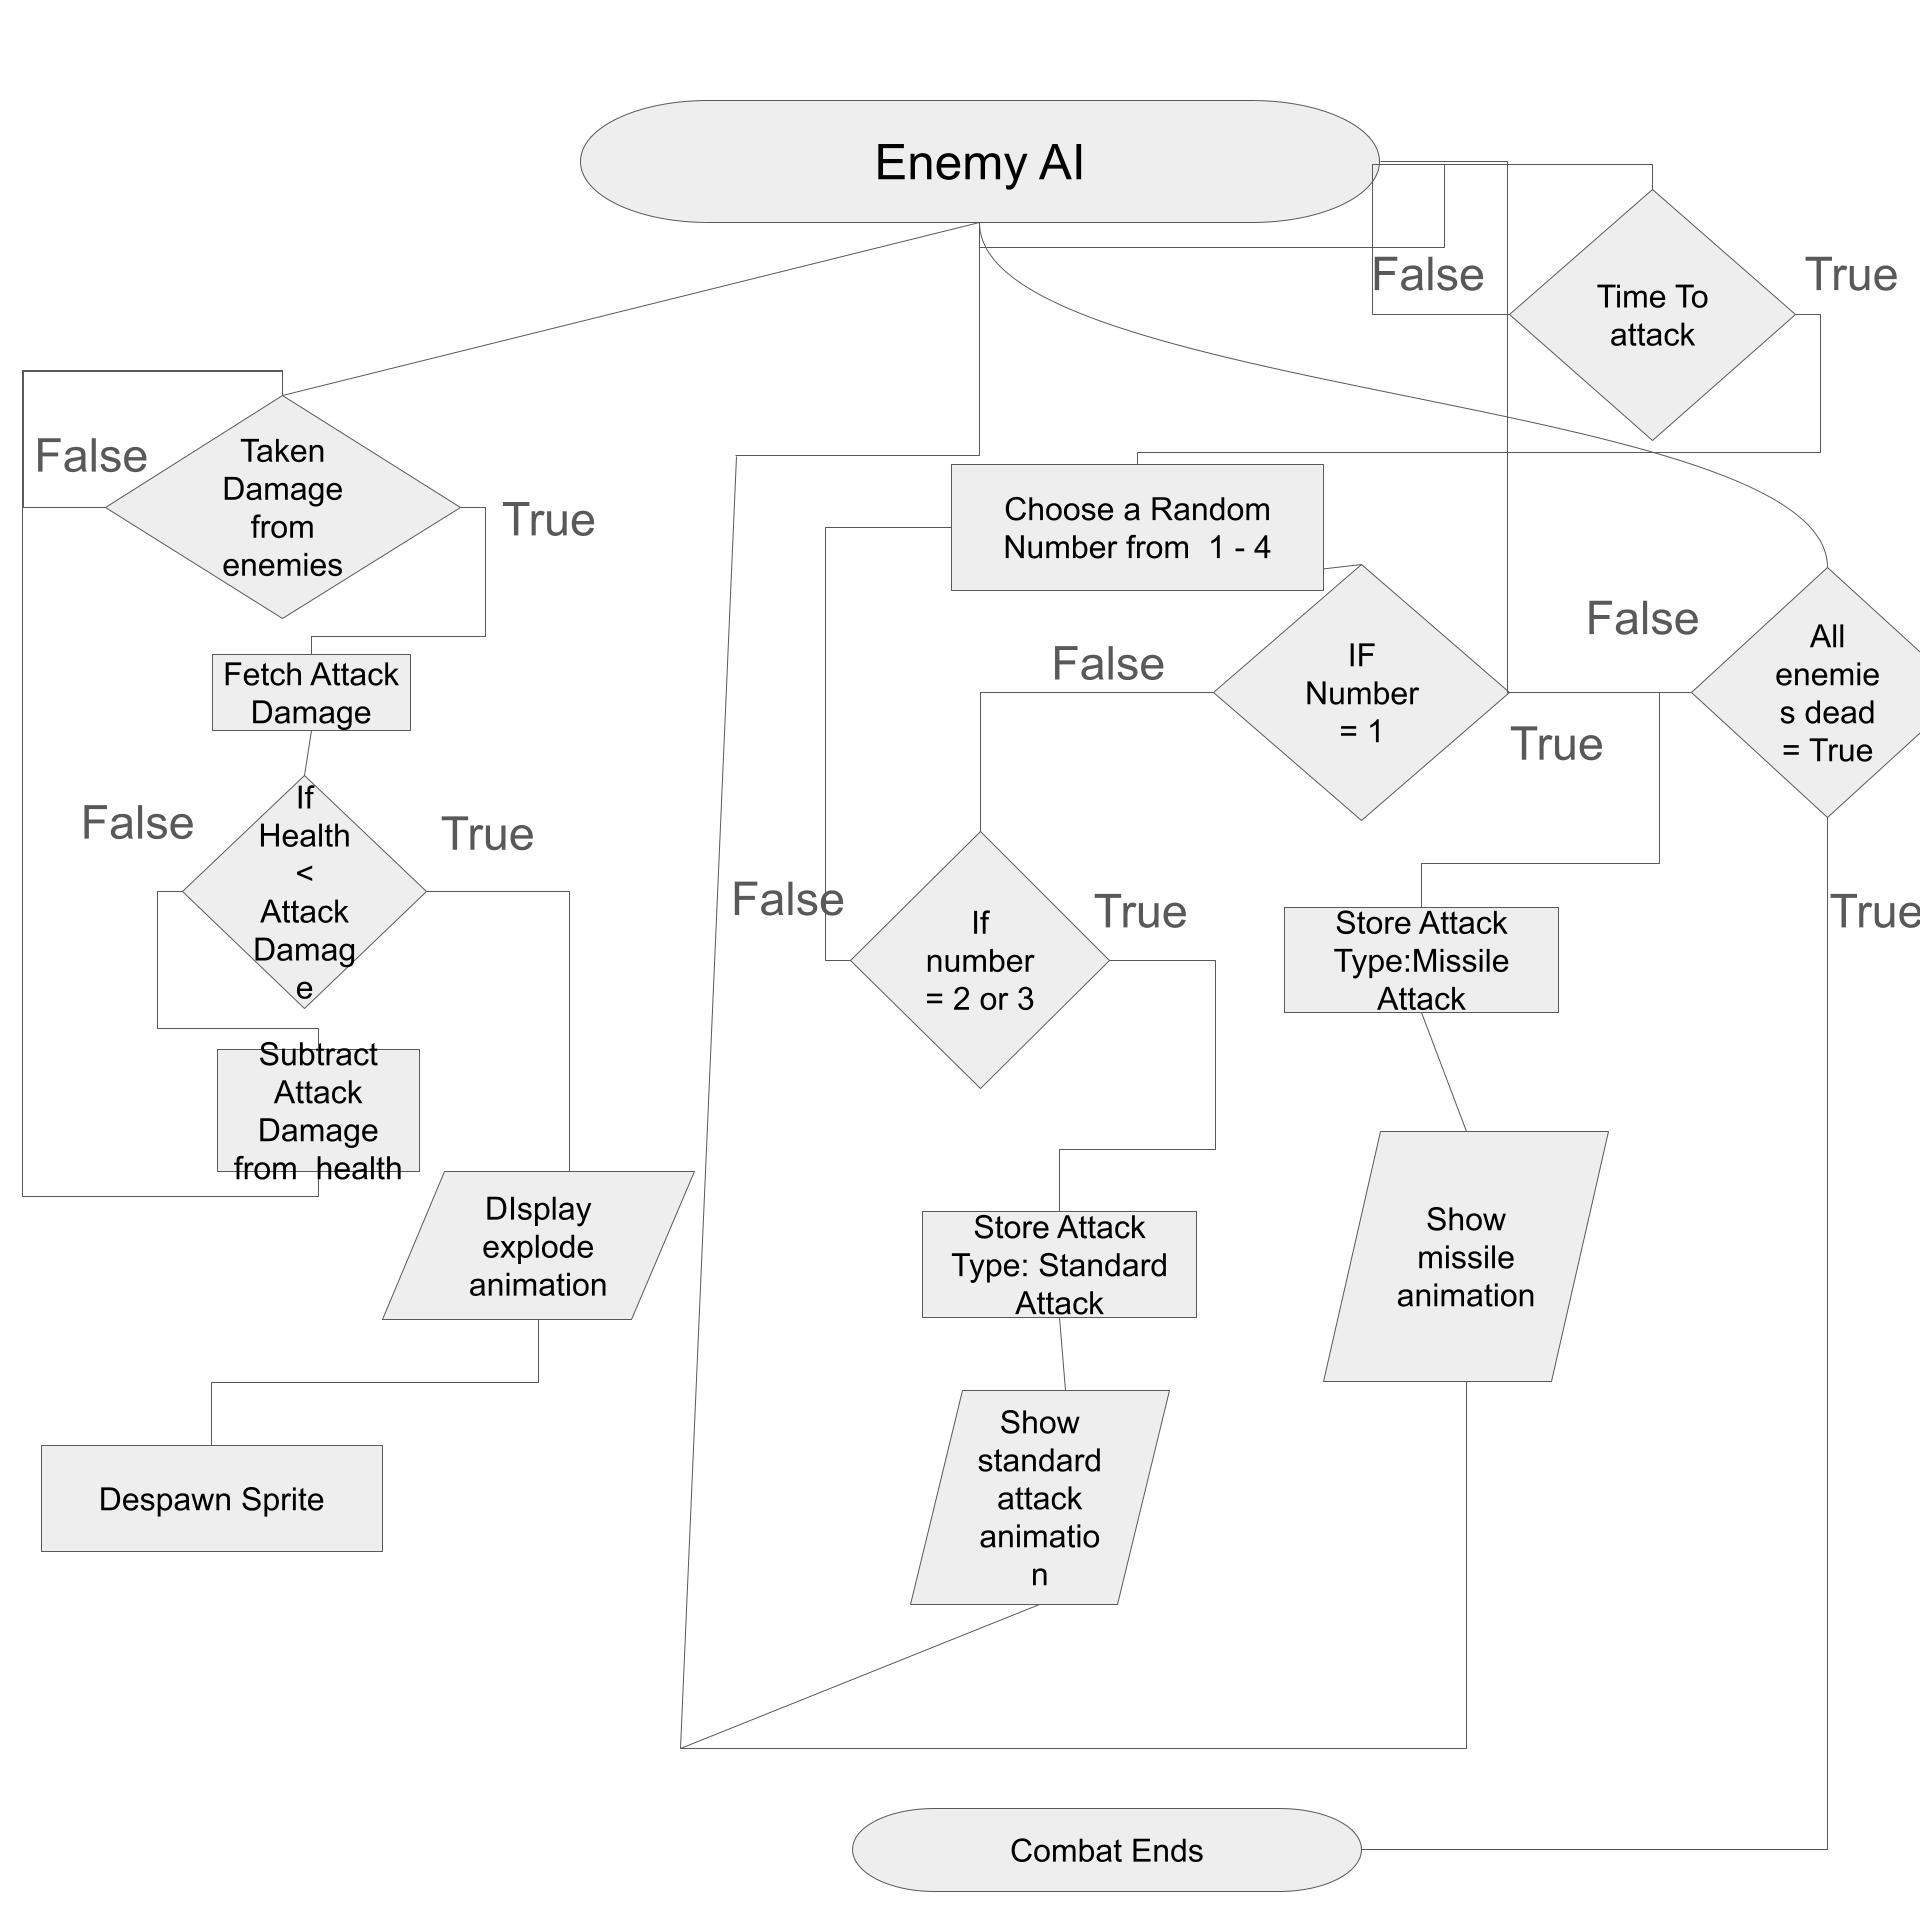 Enemy AI
False
True
Time To
attack
False
Taken
Damage
from
enemies
True
Choose a Random
Number from  1 - 4
False
IF
Number
= 1
True
False
All
enemie
s dead
= True
True
Fetch Attack
Damage
False
If
Health
<
Attack
Damag
e
True
False
If
number
= 2 or 3
True
Store Attack
Type:Missile
Attack
Subtract
Attack
Damage
from  health
DIsplay
explode
animation
Store Attack
Type: Standard
Attack
Show
missile
animation
Despawn Sprite
Show
standard
attack
animatio
n
Combat Ends